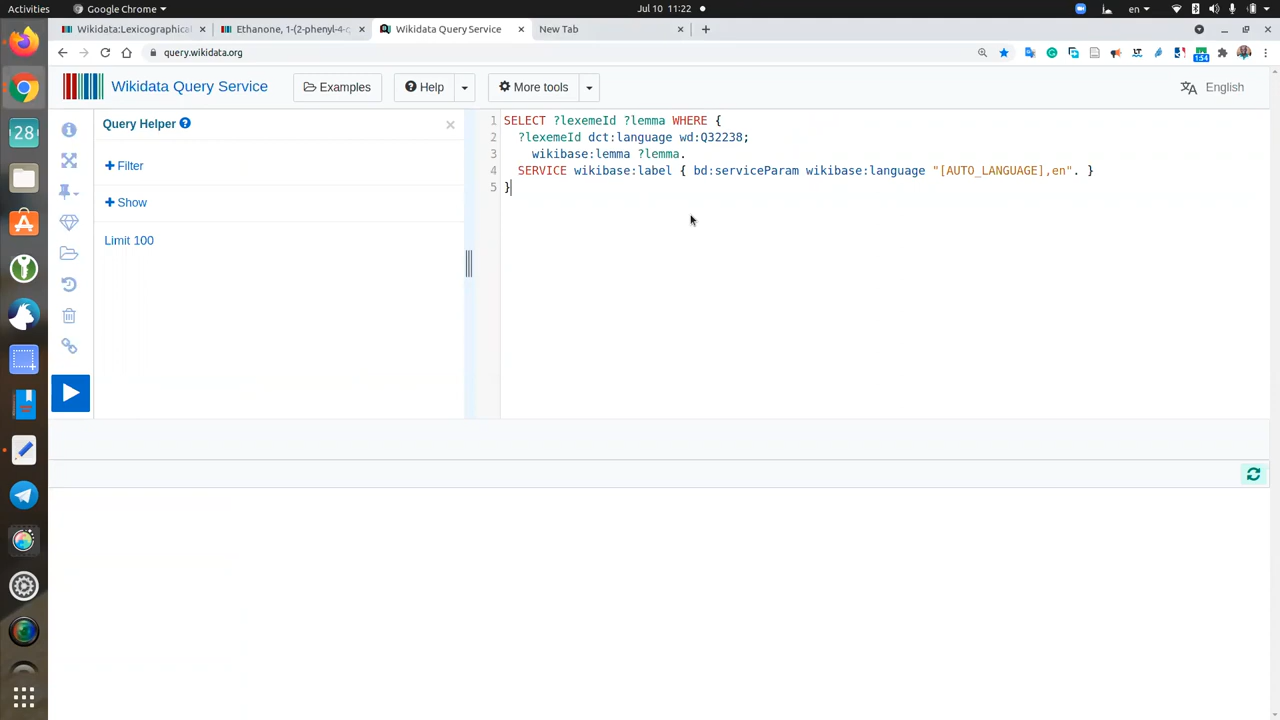 Activities
Google Chrome
Jul 10 11:22
en
Wikidata:Lexicographical
Ethanone, 1-(2-phenyl-4-q
Wikidata Query Service
New Tab
query.wikidata.org
1:54
Wikidata Query Service
Examples
Help
More tools
English
Query Helper
Filter
Show
Limit 100
1 SELECT ?lexemeId ?lemma WHERE {
2 ?lexemeId dct:language wd:Q32238;
3 wikibase:lemma ?lemma.
4 SERVICE wikibase:label { bd:serviceParam wikibase:language "[AUTO_LANGUAGE],en". }
5 }
28